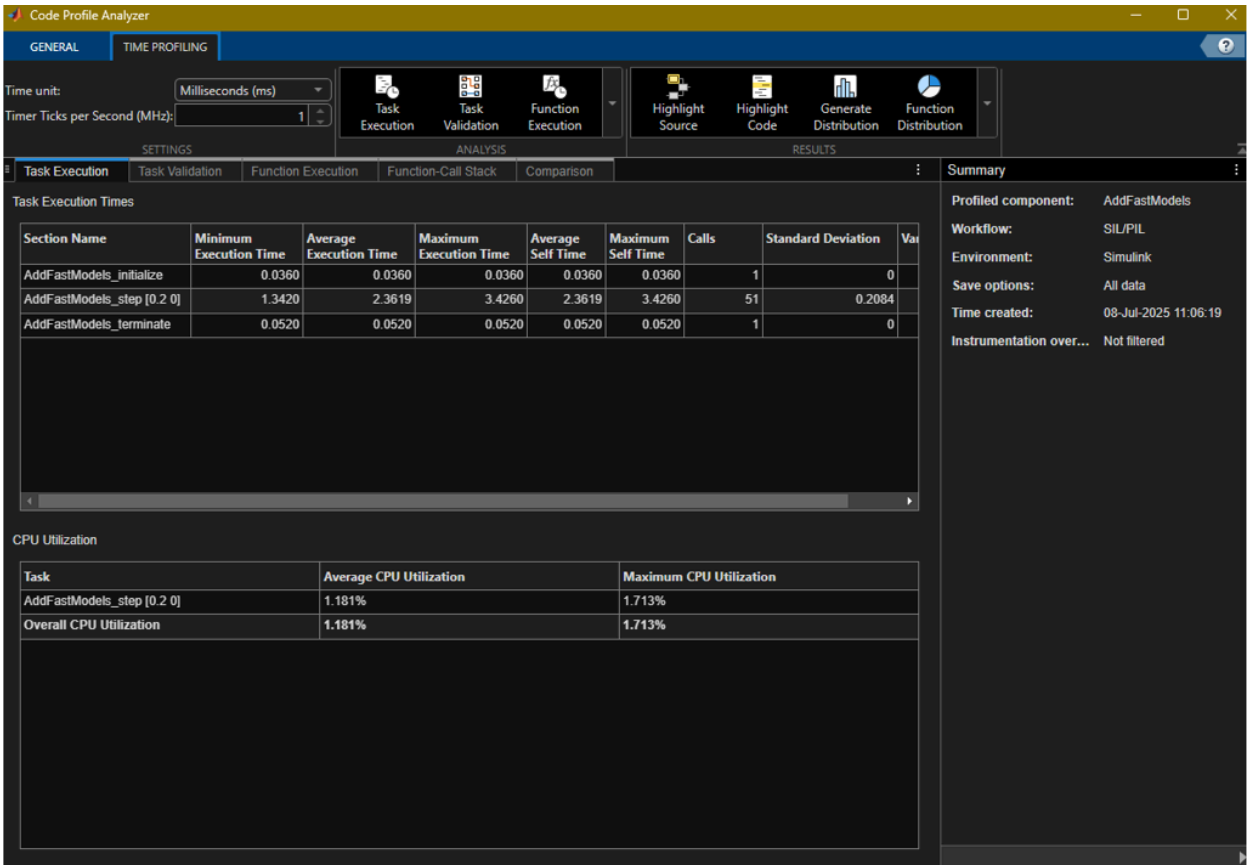 Code Profile Analyzer
GENERAL TIME PROFILING ?
Time unit: Milliseconds (ms)
Timer Ticks per Second (MHz): 1
Task Execution
Task Validation
Function Execution
Highlight Source
Highlight Code
Generate Distribution
Function Distribution
SETTINGS ANALYSIS RESULTS
Task Execution Task Validation Function Execution Function-Call Stack Comparison
Task Execution Times
Section Name Minimum Execution Time Average Execution Time Maximum Execution Time Average Self Time Maximum Self Time Calls Standard Deviation Var
AddFastModels_initialize 0.0360 0.0360 0.0360 0.0360 0.0360 1 0
AddFastModels_step [0.2 0] 1.3420 2.3619 3.4260 2.3619 3.4260 51 0.2084
AddFastModels_terminate 0.0520 0.0520 0.0520 0.0520 0.0520 1 0
CPU Utilization
Task Average CPU Utilization Maximum CPU Utilization
AddFastModels_step [0.2 0] 1.181% 1.713%
Overall CPU Utilization 1.181% 1.713%
Summary
Profiled component: AddFastModels
Workflow: SIL/PIL
Environment: Simulink
Save options: All data
Time created: 08-Jul-2025 11:06:19
Instrumentation over... Not filtered